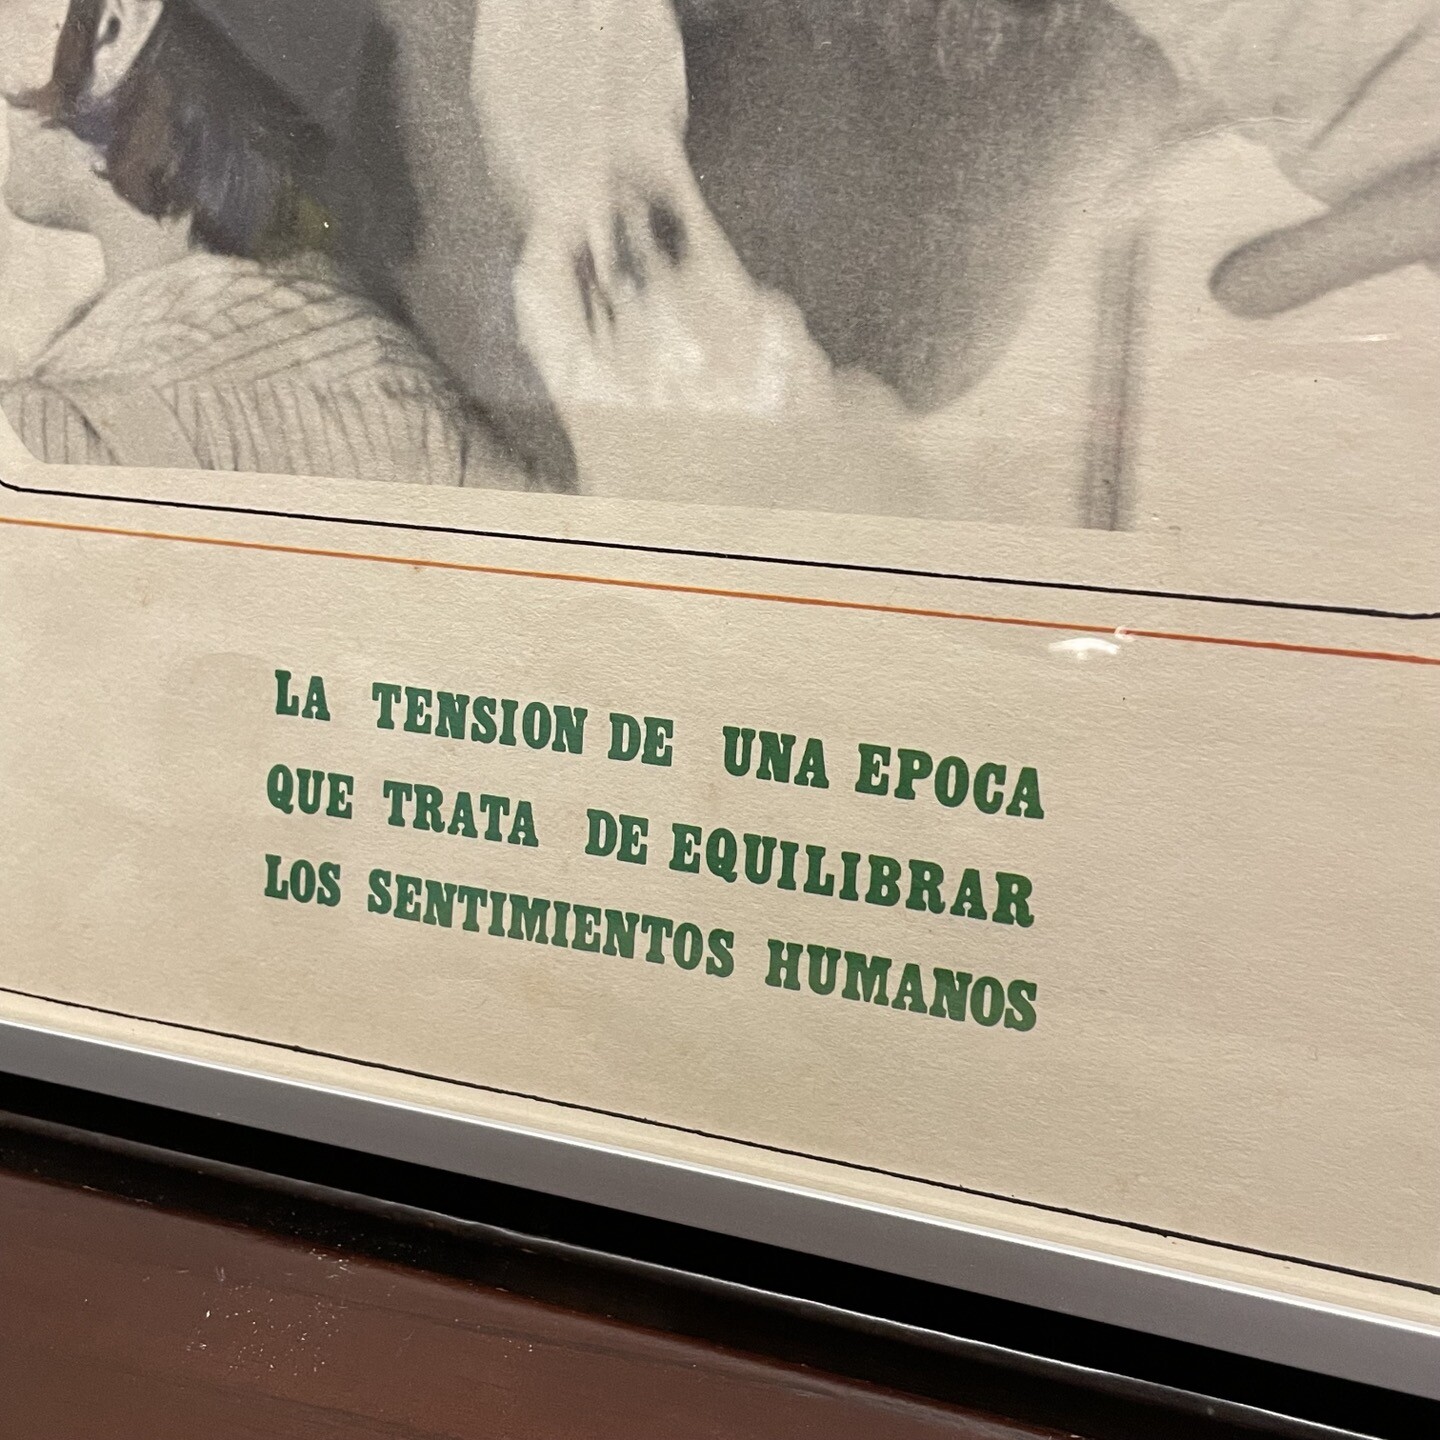 LA TENSION DE UNA EPOCA
QUE TRATA DE EQUILIBRAR
LOS SENTIMIENTOS HUMANOS